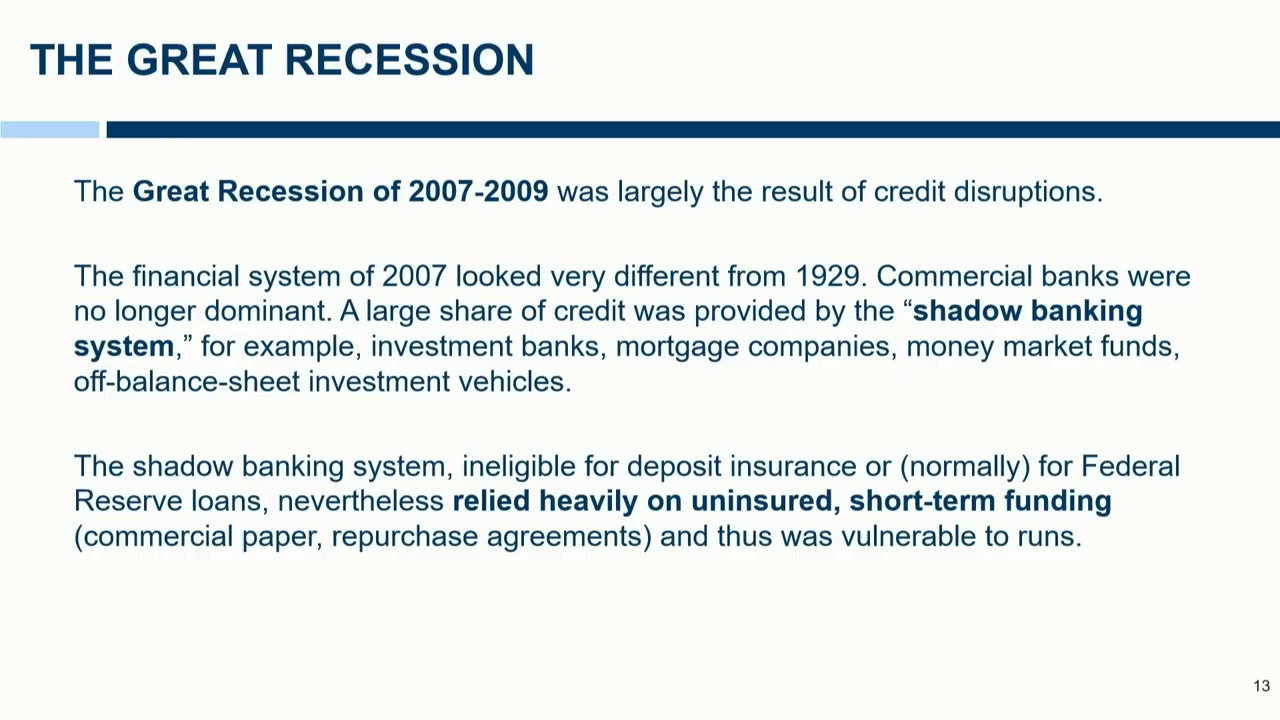 THE GREAT RECESSION
The Great Recession of 2007-2009 was largely the result of credit disruptions.
The financial system of 2007 looked very different from 1929. Commercial banks were
no longer dominant. A large share of credit was provided by the “shadow banking
system,” for example, investment banks, mortgage companies, money market funds,
off-balance-sheet investment vehicles.
The shadow banking system, ineligible for deposit insurance or (normally) for Federal
Reserve loans, nevertheless relied heavily on uninsured, short-term funding
(commercial paper, repurchase agreements) and thus was vulnerable to runs.
13